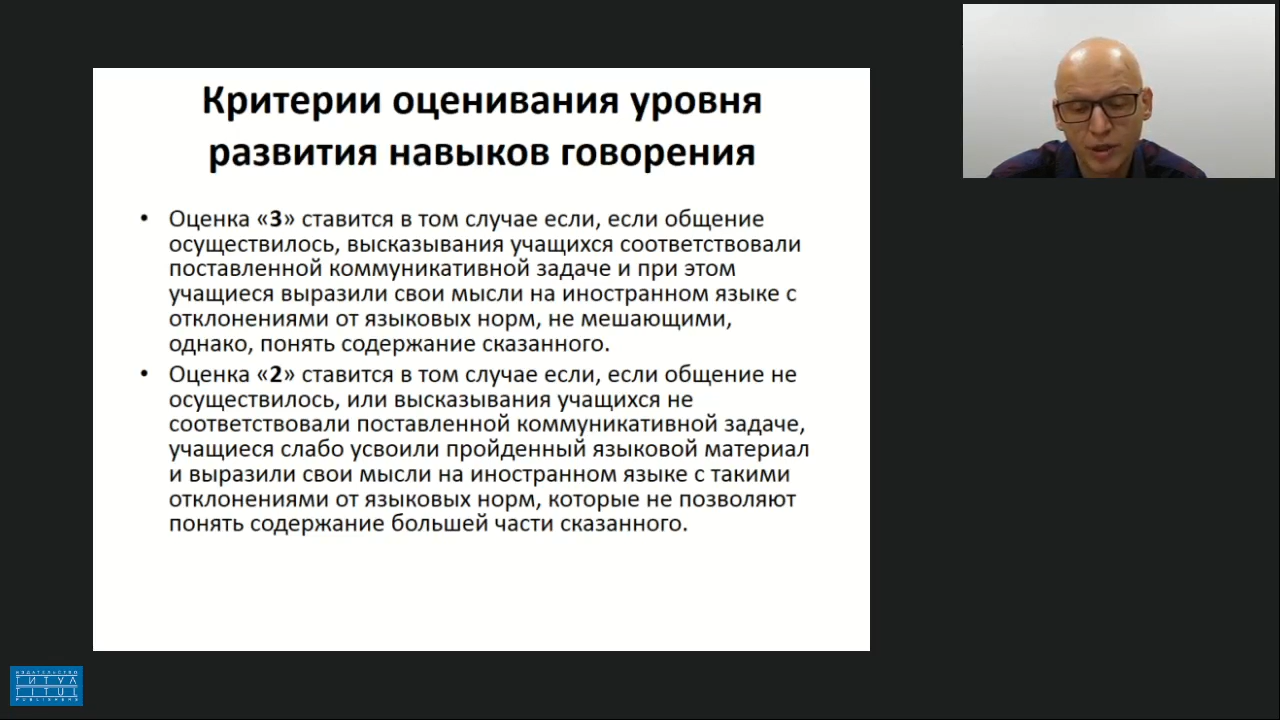 Критерии оценивания уровня
развития навыков говорения
• Оценка «3» ставится в том случае если, если общение
осуществилось, высказывания учащихся соответствовали
поставленной коммуникативной задаче и при этом
учащиеся выразили свои мысли на иностранном языке с
отклонениями от языковых норм, не мешающими,
однако, понять содержание сказанного.
• Оценка «2» ставится в том случае если, если общение не
осуществилось, или высказывания учащихся не
соответствовали поставленной коммуникативной задаче,
учащиеся слабо усвоили пройденный языковой материал
и выразили свои мысли на иностранном языке с такими
отклонениями от языковых норм, которые не позволяют
понять содержание большей части сказанного.
ИЗДАТЕЛЬСТВО
ТИТУЛ
TITUL
PUBLISHERS